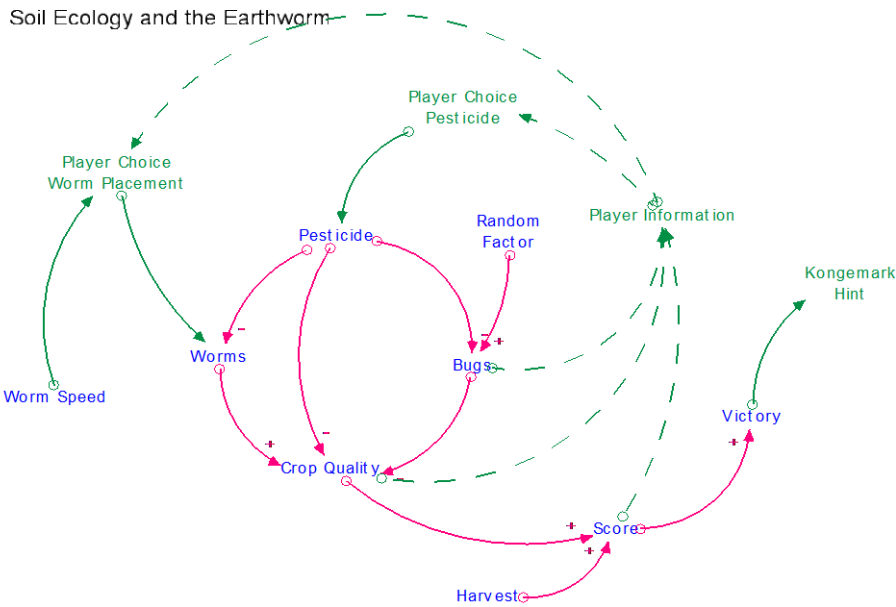 Soil Ecology and the Earthworm
Player Choice
Pesticide
Player Choice
Worm Placement
Player Information
Random
Factor
Pesticide
Kongemark
Hint
Worms
Bugs
Worm Speed
Victory
Crop Quality
Score
Harvest
-
-
+
-
+
-
+
+
+